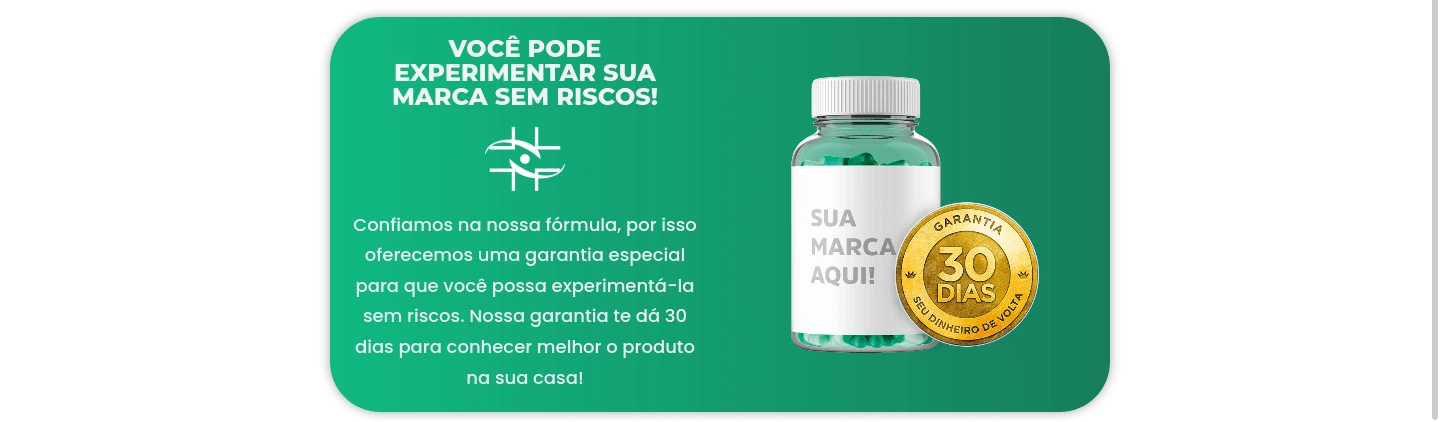 VOCÊ PODE
EXPERIMENTAR SUA
MARCA SEM RISCOS!
Confiamos na nossa fórmula, por isso
oferecemos uma garantia especial
para que você possa experimentá-la
sem riscos. Nossa garantia te dá 30
dias para conhecer melhor o produto
na sua casa!
SUA
MARCA
AQUI!
GARANTIA
30
DIAS
SEU DINHEIRO DE VOLTA